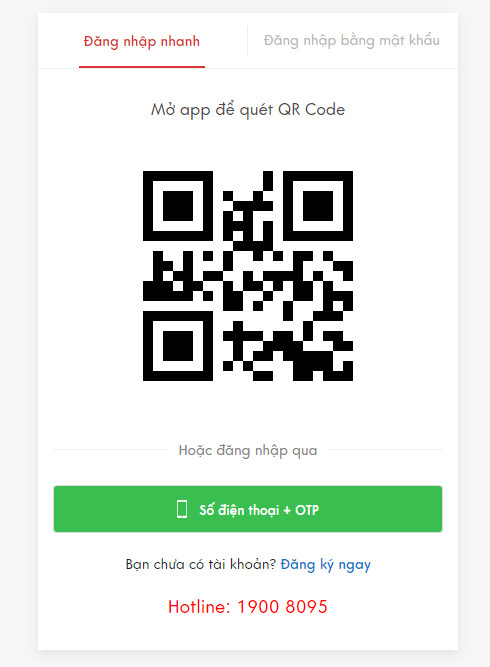 Đăng nhập nhanh
Đăng nhập bằng mật khẩu
Mở app để quét QR Code
Hoặc đăng nhập qua
Số điện thoại + OTP
Bạn chưa có tài khoản? Đăng ký ngay
Hotline: 1900 8095